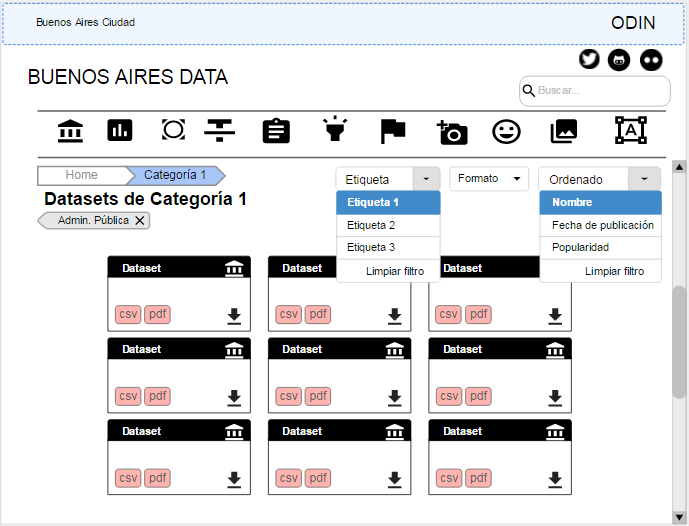 Buenos Aires Ciudad
ODIN
BUENOS AIRES DATA
Buscar...
A
Home
Categoría 1
Etiqueta
Formato
Ordenado
Datasets de Categoría 1
Etiqueta 1
Nombre
Admin. Pública
Etiqueta 2
Fecha de publicación
Etiqueta 3
Popularidad
Limpiar filtro
Limpiar filtro
Dataset
Dataset
csv pdf
csv pdf
csv pdf
Dataset
Dataset
Dataset
csv pdf
csv pdf
csv pdf
Dataset
Dataset
Dataset
csv pdf
csv pdf
csv pdf